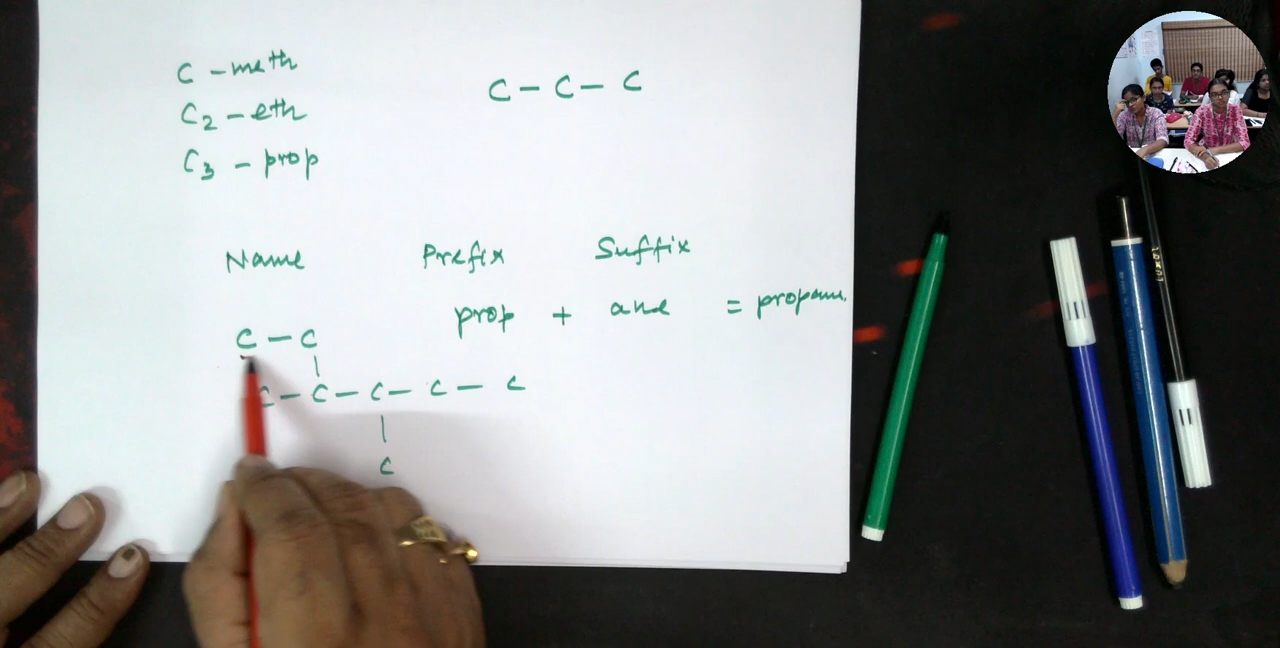 C - meth
C2 - eth
C3 - prop
C - C - C
Name Prefix Suffix
prop + ane = propane.
C - C
|
C - C - C - C - C
|
C